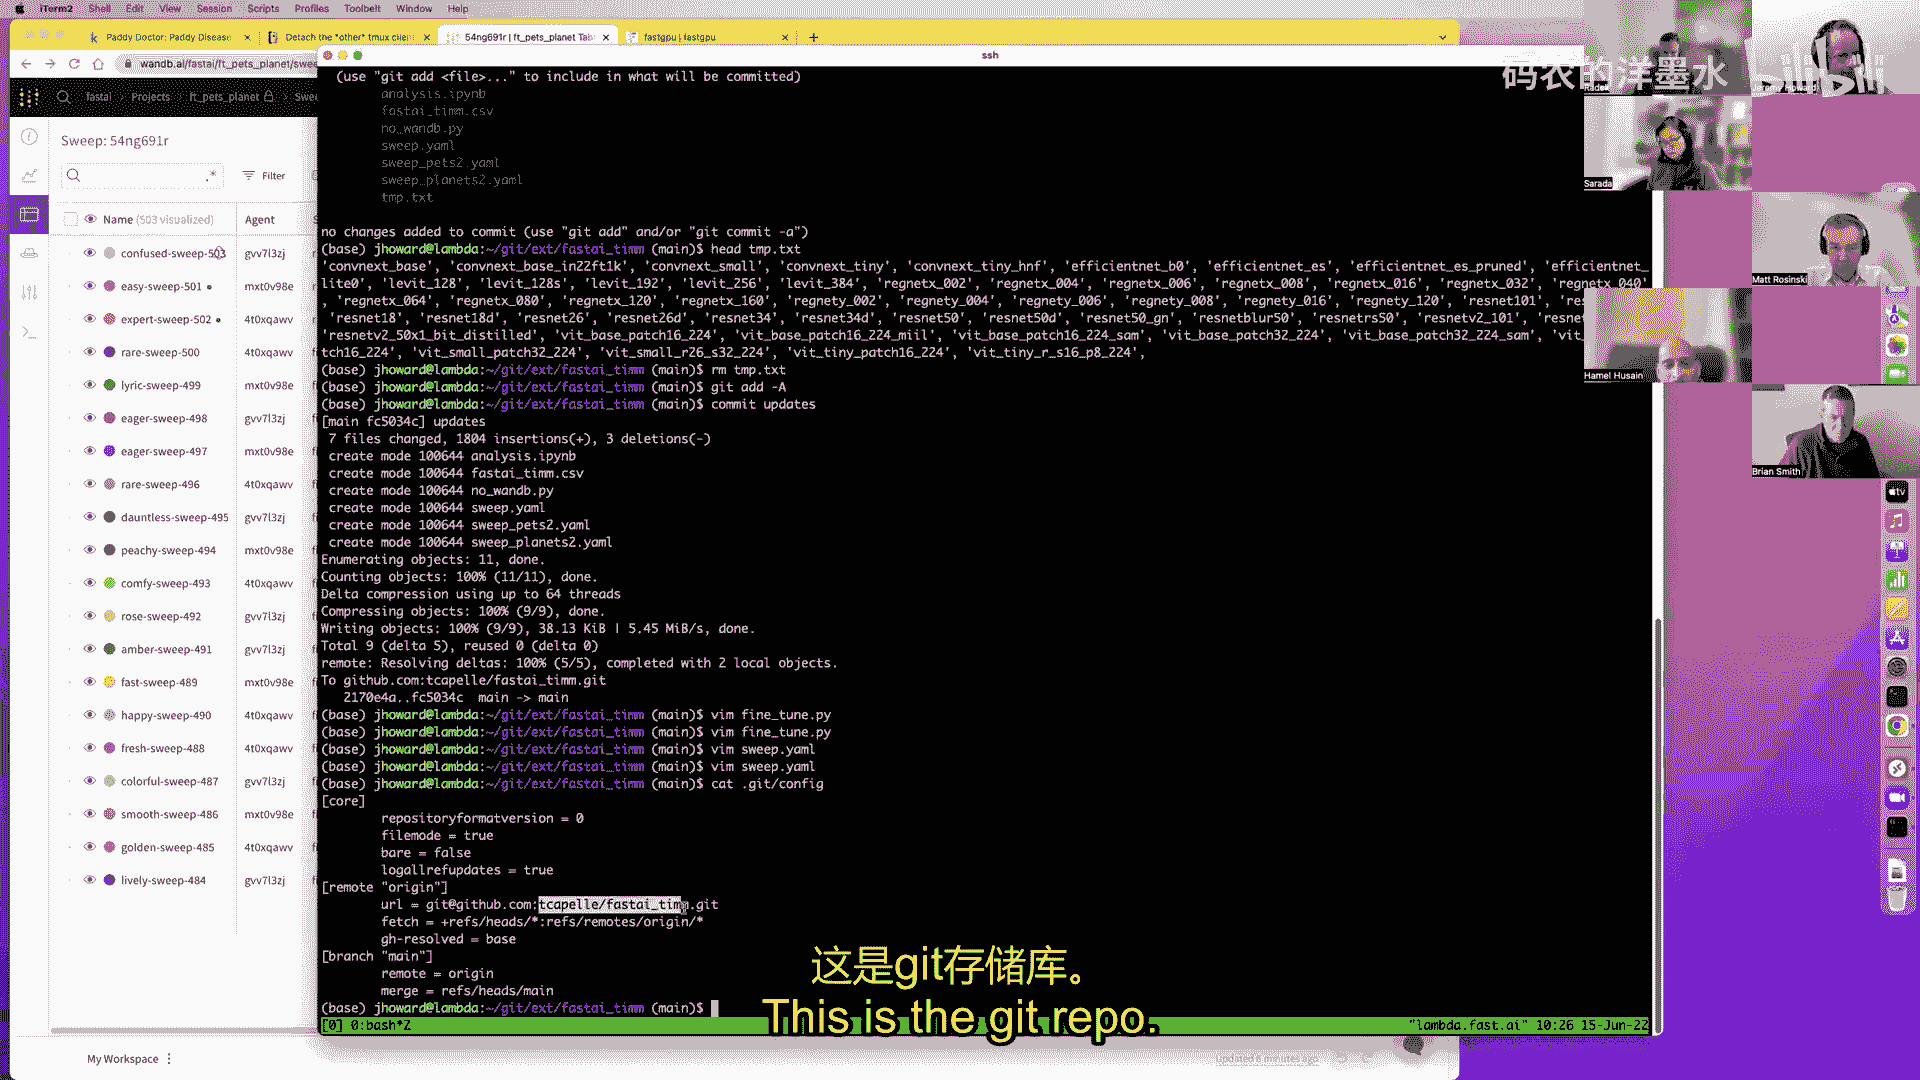 iTerm2 Shell Edit View Session Scripts Profiles Toolbelt Window Help
Paddy Doctor: Paddy Disease
Detach the *other* tmux clien
54ng691r | ft_pets_planet Tab
fastgpu | fastgpu
wandb.ai/fastai/ft_pets_planet/swee
ssh
fastai Projects ft_pets_planet Swee
Sweep: 54ng691r
Filter
Name (503 visualized) Agent
confused-sweep-503 gvv7l3zj
easy-sweep-501 mxt0v98e
expert-sweep-502 4t0xqawv
rare-sweep-500 4t0xqawv
lyric-sweep-499 mxt0v98e
eager-sweep-498 gvv7l3zj
eager-sweep-497 mxt0v98e
rare-sweep-496 4t0xqawv
dauntless-sweep-495 gvv7l3zj
peachy-sweep-494 mxt0v98e
comfy-sweep-493 4t0xqawv
rose-sweep-492 4t0xqawv
amber-sweep-491 gvv7l3zj
fast-sweep-489 mxt0v98e
happy-sweep-490 4t0xqawv
fresh-sweep-488 4t0xqawv
colorful-sweep-487 gvv7l3zj
smooth-sweep-486 mxt0v98e
golden-sweep-485 4t0xqawv
lively-sweep-484 gvv7l3zj
My Workspace
(use "git add <file>..." to include in what will be committed)
analysis.ipynb
fastai_timm.csv
no_wandb.py
sweep.yaml
sweep_pets2.yaml
sweep_planets2.yaml
tmp.txt
no changes added to commit (use "git add" and/or "git commit -a")
(base) jhoward@lambda:~/git/ext/fastai_timm (main)$ head tmp.txt
'convnext_base', 'convnext_base_in22ft1k', 'convnext_small', 'convnext_tiny', 'convnext_tiny_hnf', 'efficientnet_b0', 'efficientnet_es', 'efficientnet_es_pruned', 'efficientnet_
lite0', 'levit_128', 'levit_128s', 'levit_192', 'levit_256', 'levit_384', 'regnetx_002', 'regnetx_004', 'regnetx_006', 'regnetx_008', 'regnetx_016', 'regnetx_032', 'regnetx_040'
, 'regnetx_064', 'regnetx_080', 'regnetx_120', 'regnetx_160', 'regnety_002', 'regnety_004', 'regnety_006', 'regnety_008', 'regnety_016', 'regnety_120', 'resnet101', 'res
'resnet18', 'resnet18d', 'resnet26', 'resnet26d', 'resnet34', 'resnet34d', 'resnet50', 'resnet50d', 'resnet50_gn', 'resnetblur50', 'resnetrs50', 'resnetv2_101', 'resn
'resnetv2_50x1_bit_distilled', 'vit_base_patch16_224', 'vit_base_patch16_224_miil', 'vit_base_patch16_224_sam', 'vit_base_patch32_224', 'vit_base_patch32_224_sam', 'vit_
tch16_224', 'vit_small_patch32_224', 'vit_small_r26_s32_224', 'vit_tiny_patch16_224', 'vit_tiny_r_s16_p8_224',
(base) jhoward@lambda:~/git/ext/fastai_timm (main)$ rm tmp.txt
(base) jhoward@lambda:~/git/ext/fastai_timm (main)$ git add -A
(base) jhoward@lambda:~/git/ext/fastai_timm (main)$ commit updates
[main fc5034c] updates
7 files changed, 1804 insertions(+), 3 deletions(-)
create mode 100644 analysis.ipynb
create mode 100644 fastai_timm.csv
create mode 100644 no_wandb.py
create mode 100644 sweep.yaml
create mode 100644 sweep_pets2.yaml
create mode 100644 sweep_planets2.yaml
Enumerating objects: 11, done.
Counting objects: 100% (11/11), done.
Delta compression using up to 64 threads
Compressing objects: 100% (9/9), done.
Writing objects: 100% (9/9), 38.13 KiB | 5.45 MiB/s, done.
Total 9 (delta 5), reused 0 (delta 0)
remote: Resolving deltas: 100% (5/5), completed with 2 local objects.
To github.com:tcapelle/fastai_timm.git
2170e4a..fc5034c main -> main
(base) jhoward@lambda:~/git/ext/fastai_timm (main)$ vim fine_tune.py
(base) jhoward@lambda:~/git/ext/fastai_timm (main)$ vim fine_tune.py
(base) jhoward@lambda:~/git/ext/fastai_timm (main)$ vim sweep.yaml
(base) jhoward@lambda:~/git/ext/fastai_timm (main)$ vim sweep.yaml
(base) jhoward@lambda:~/git/ext/fastai_timm (main)$ cat .git/config
[core]
repositoryformatversion = 0
filemode = true
bare = false
logallrefupdates = true
[remote "origin"]
url = git@github.com:tcapelle/fastai_timm.git
fetch = +refs/heads/*:refs/remotes/origin/*
gh-resolved = base
[branch "main"]
remote = origin
merge = refs/heads/main
(base) jhoward@lambda:~/git/ext/fastai_timm (main)$
[0] 0:bash*Z "lambda.fast.ai" 10:26 15-Jun-22
Updated 6 minutes ago
这是git存储库。
This is the git repo.
码农的洋墨水 bilibili
Radek
Jeremy Howard
Sarada
Matt Rosinski
Hamel Husain
Brian Smith
tv